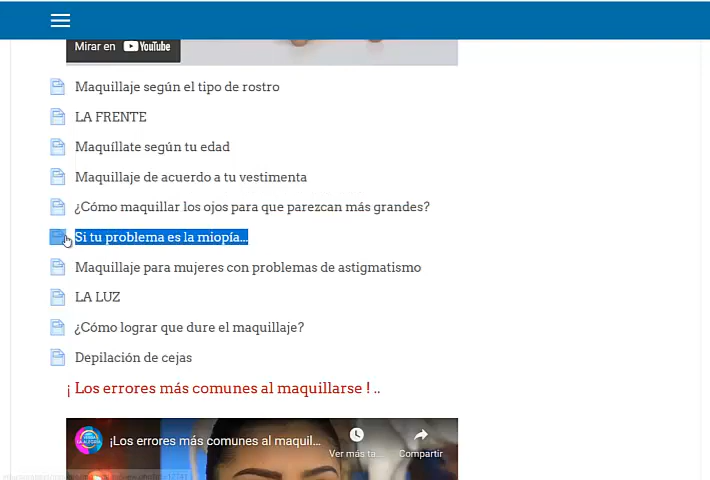 Mirar en YouTube
Maquillaje según el tipo de rostro
LA FRENTE
Maquíllate según tu edad
Maquillaje de acuerdo a tu vestimenta
¿Cómo maquillar los ojos para que parezcan más grandes?
Si tu problema es la miopía...
Maquillaje para mujeres con problemas de astigmatismo
LA LUZ
¿Cómo lograr que dure el maquillaje?
Depilación de cejas
¡ Los errores más comunes al maquillarse ! ..
¡Los errores más comunes al maquil...
Ver más ta...
Compartir